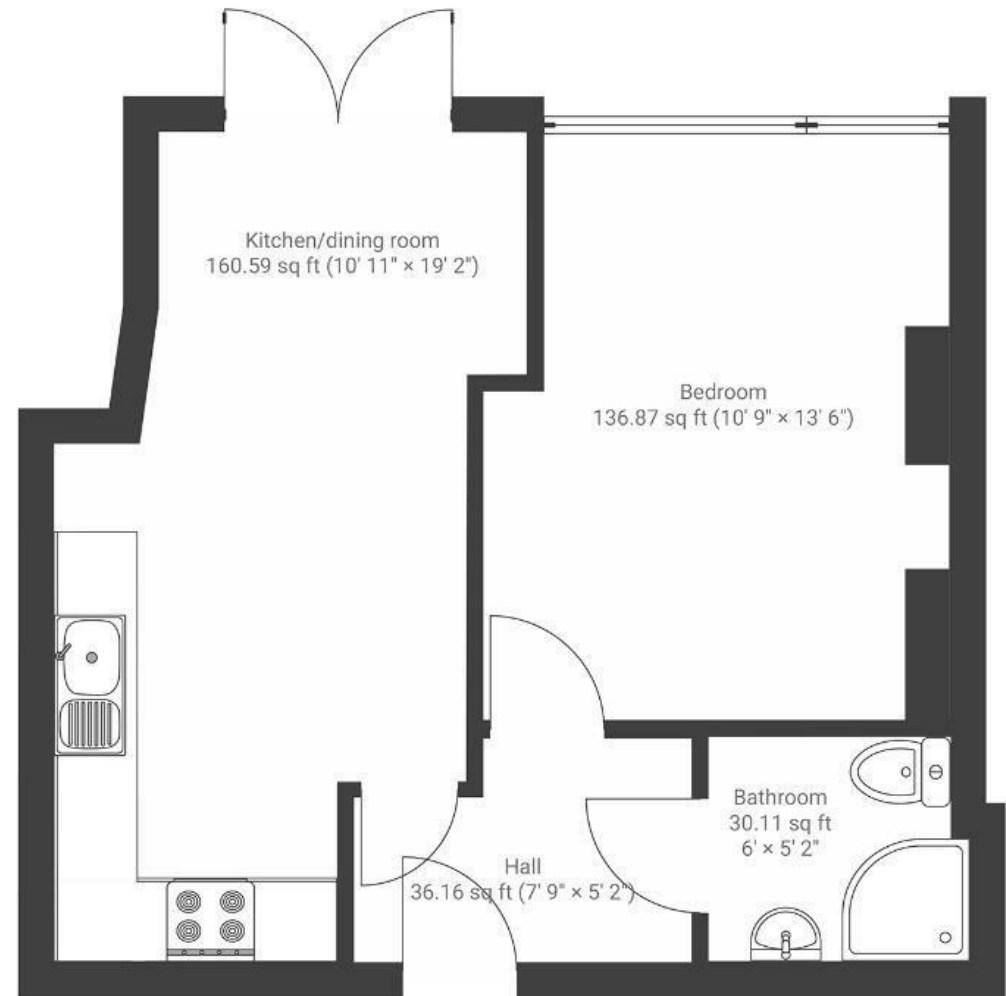 Kitchen/dining room
160.59 sq ft (10' 11" × 19' 2")
Bedroom
136.87 sq ft (10' 9" × 13' 6")
Bathroom
30.11 sq ft
6' × 5' 2"
Hall
36.16 sq ft (7' 9" × 5' 2")